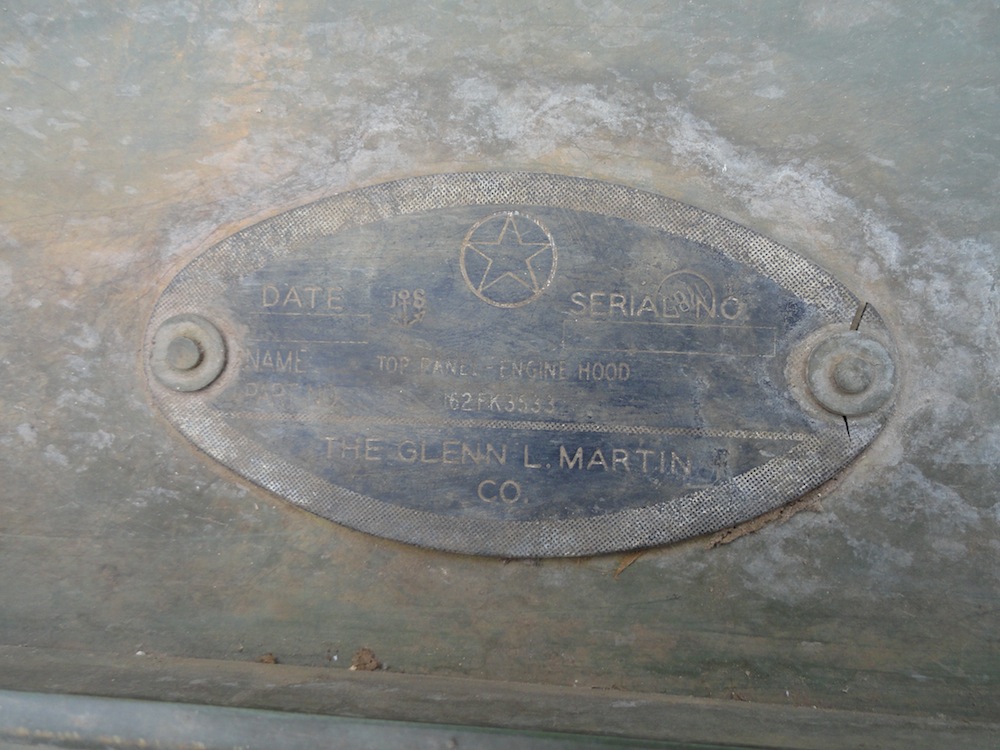 DATE SERIAL NO.
NAME TOP PANEL-ENGINE HOOD
162FK3533
THE GLENN L. MARTIN
CO.